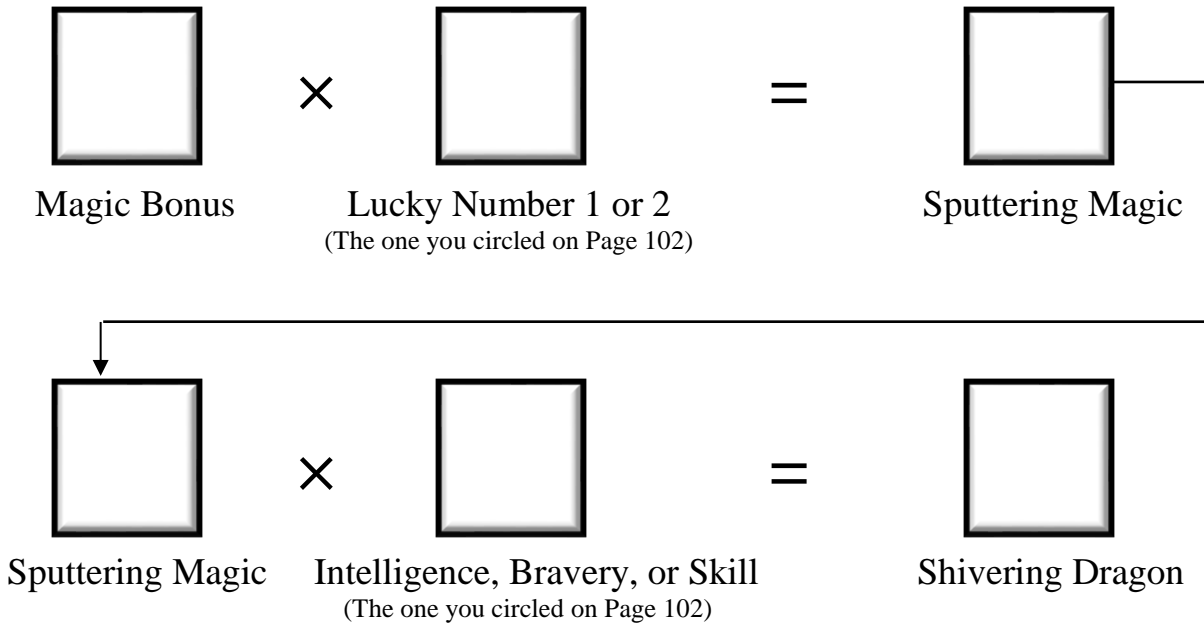 × =
Magic Bonus Lucky Number 1 or 2 Sputtering Magic
(The one you circled on Page 102)
× =
Sputtering Magic Intelligence, Bravery, or Skill Shivering Dragon
(The one you circled on Page 102)